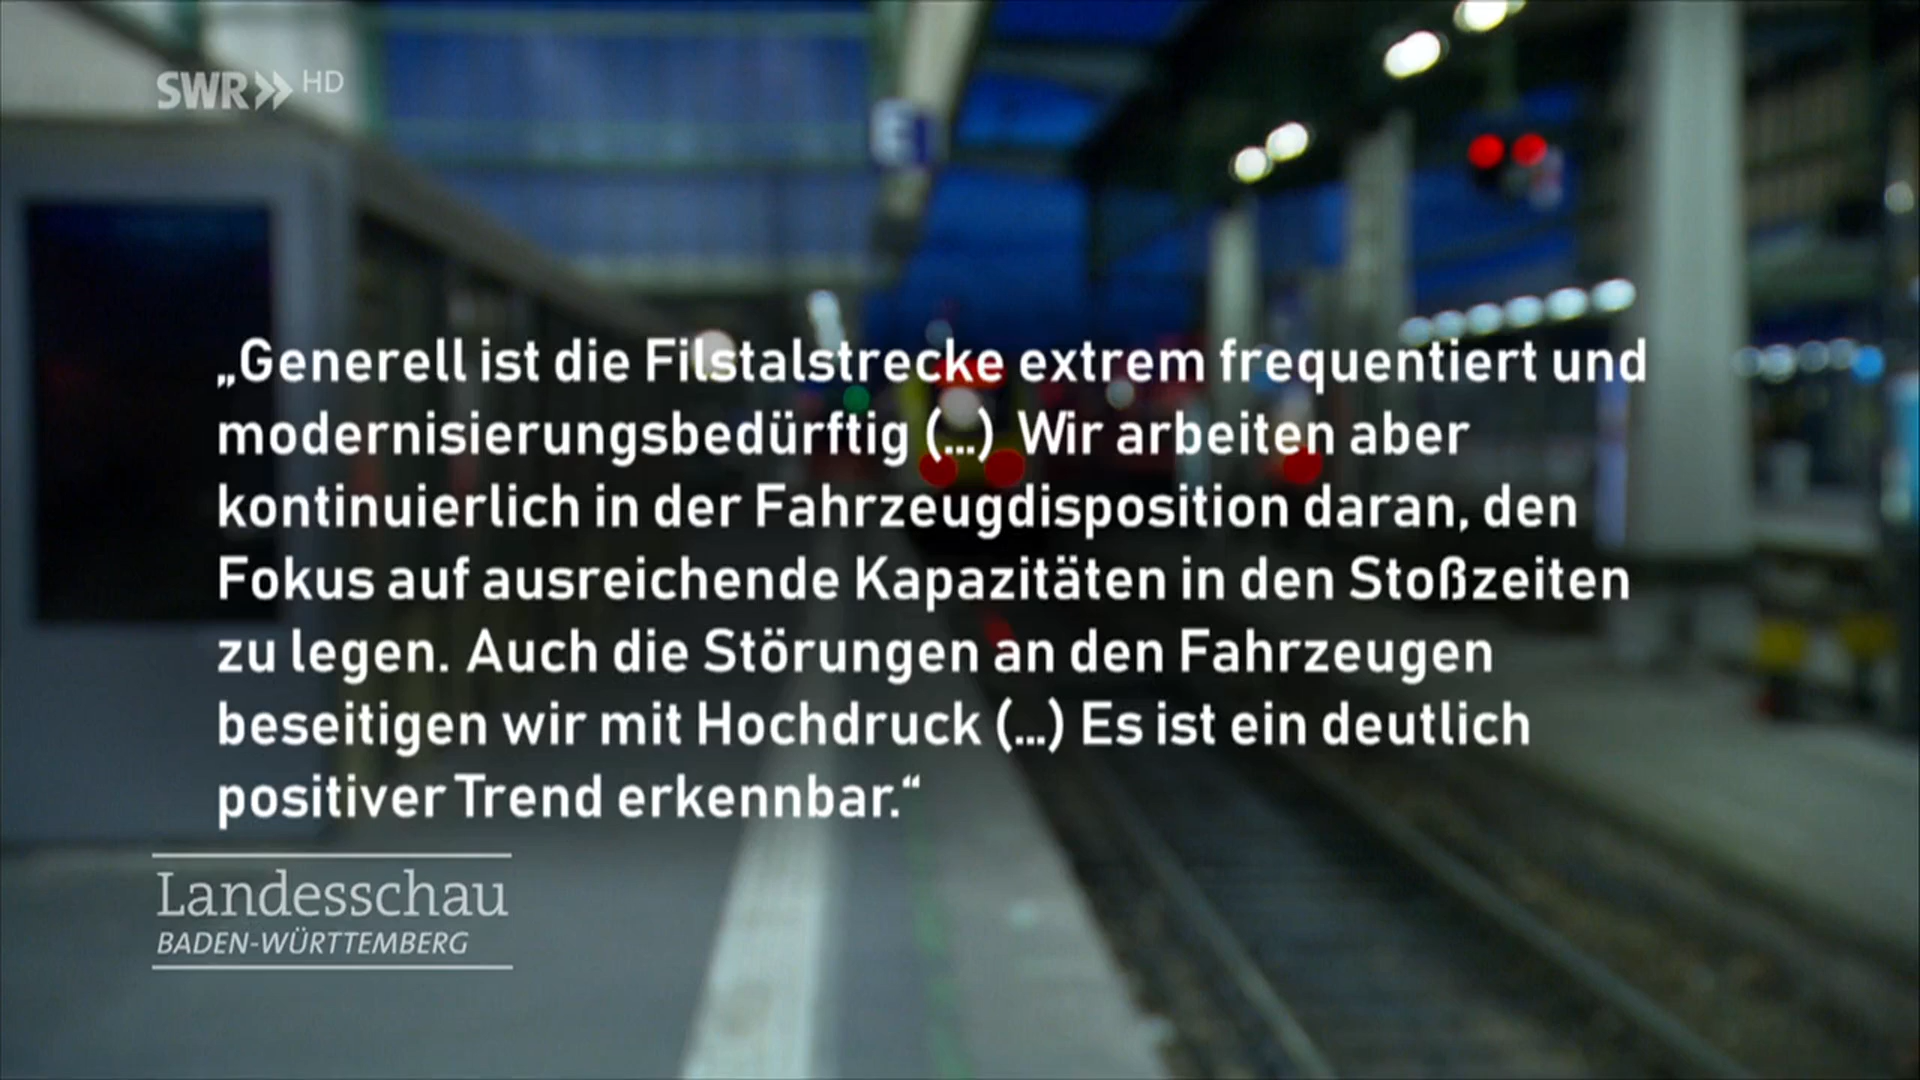 SWR» HD
E
„Generell ist die Filstalstrecke extrem frequentiert und
modernisierungsbedürftig (...) Wir arbeiten aber
kontinuierlich in der Fahrzeugdisposition daran, den
Fokus auf ausreichende Kapazitäten in den Stoßzeiten
zu legen. Auch die Störungen an den Fahrzeugen
beseitigen wir mit Hochdruck (...) Es ist ein deutlich
positiver Trend erkennbar.“
Landesschau
BADEN-WÜRTTEMBERG